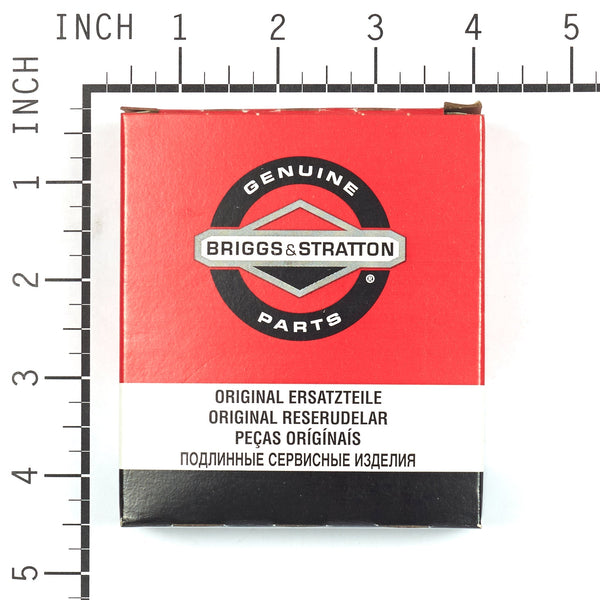 INCH 1 2 3 4 5
INCH
1
2
3
4
5
GENUINE
BRIGGS&STRATTON
®
PARTS
ORIGINAL ERSATZTEILE
ORIGINAL RESERUDELAR
PEÇAS ORÍGÍNAÍS
ПОДЛИННЫЕ СЕРВИСНЫЕ ИЗДЕЛИЯ